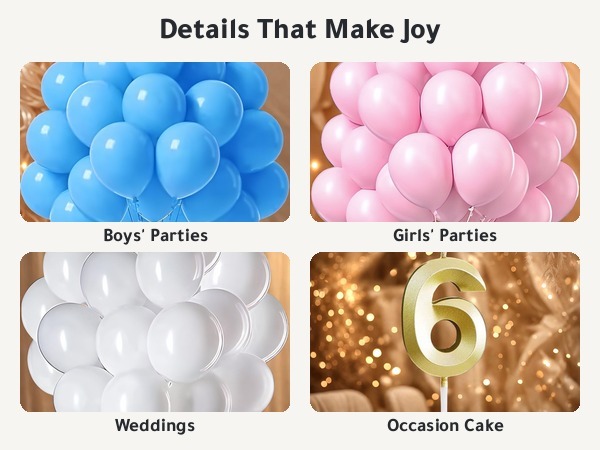 Details That Make Joy
Boys' Parties
Girls' Parties
Weddings
Occasion Cake
6